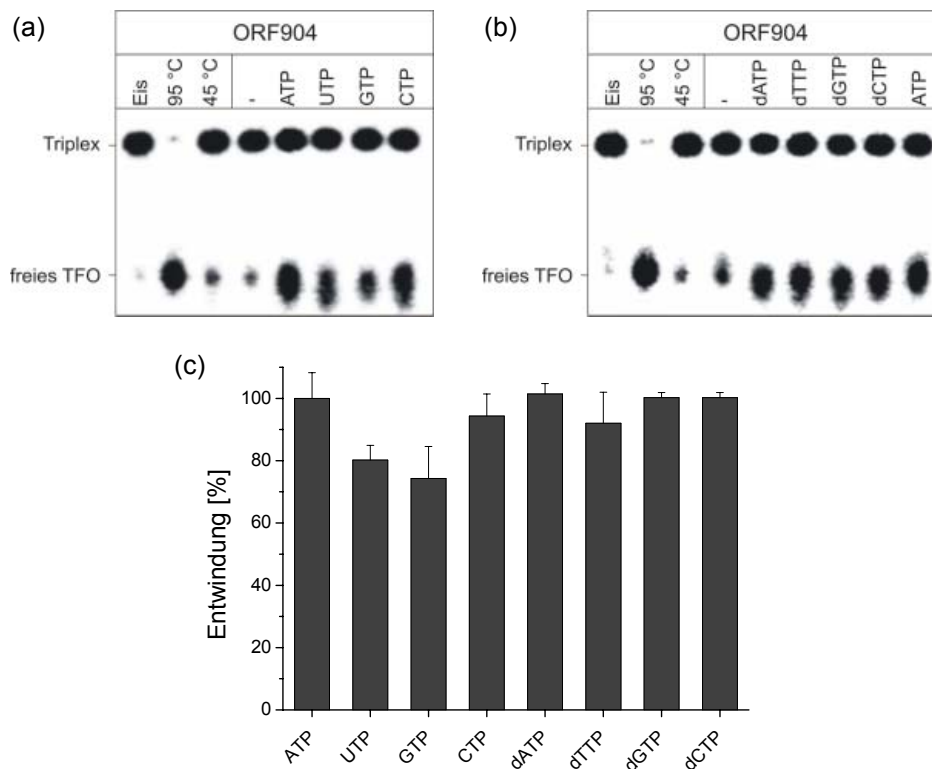 (a)
ORF904
Eis 95 °C 45 °C - ATP UTP GTP CTP
Triplex
freies TFO
(b)
ORF904
Eis 95 °C 45 °C - dATP dTTP dGTP dCTP ATP
Triplex
freies TFO
(c)
Entwindung [%]
100
80
60
40
20
0
ATP UTP GTP CTP dATP dTTP dGTP dCTP